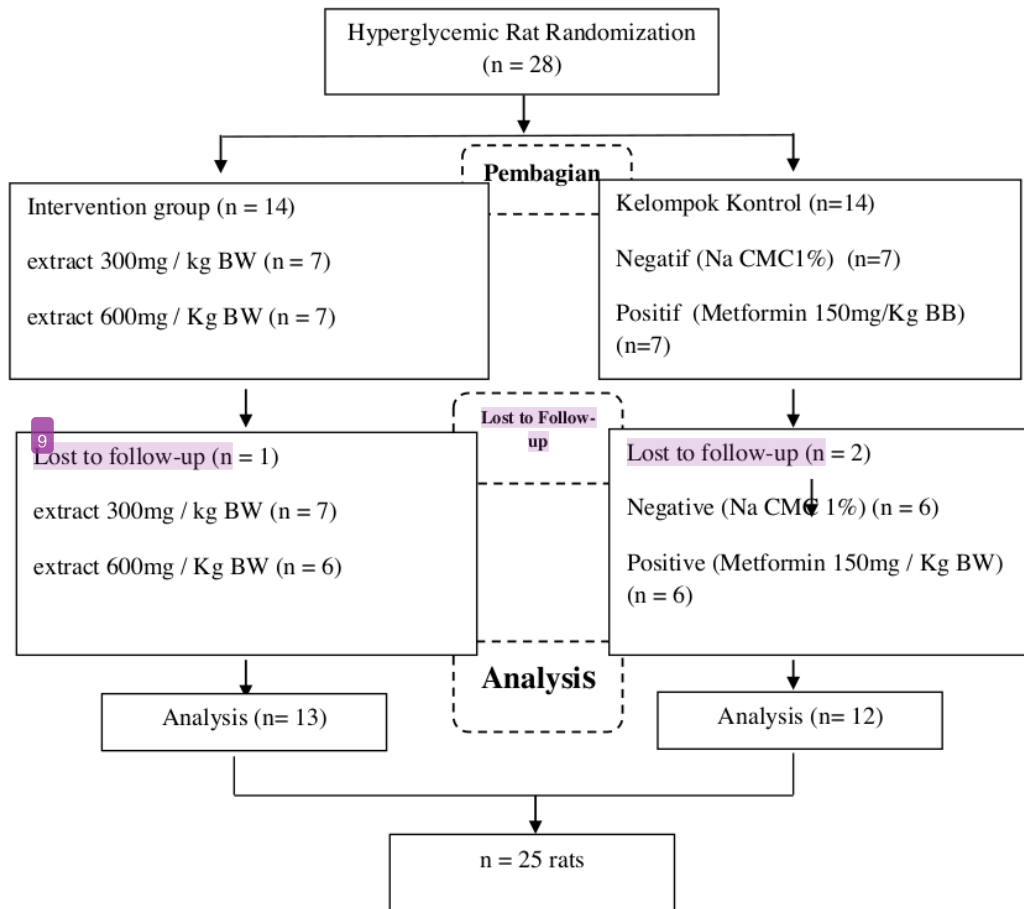 Hyperglycemic Rat Randomization
(n = 28)
Pembagian
Intervention group (n = 14)
extract 300mg / kg BW (n = 7)
extract 600mg / Kg BW (n = 7)
Kelompok Kontrol (n=14)
Negatif (Na CMC1%) (n=7)
Positif (Metformin 150mg/Kg BB)
(n=7)
Lost to Follow-
up
9
Lost to follow-up (n = 1)
extract 300mg / kg BW (n = 7)
extract 600mg / Kg BW (n = 6)
Lost to follow-up (n = 2)
Negative (Na CMC 1%) (n = 6)
Positive (Metformin 150mg / Kg BW)
(n = 6)
Analysis
Analysis (n= 13)
Analysis (n= 12)
n = 25 rats